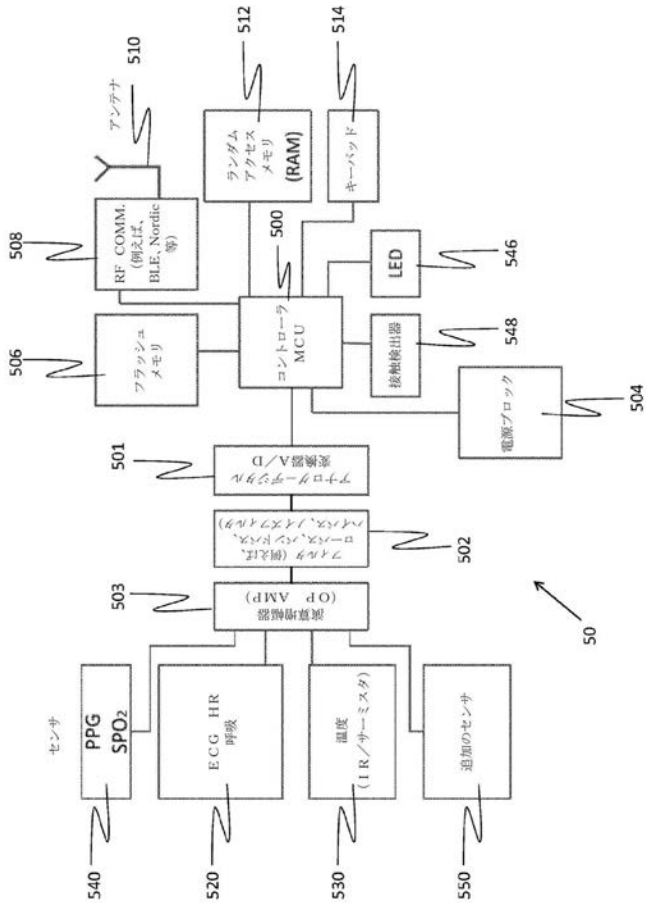 センサ
540
PPG
SPO2
520
ECG HR
呼吸
530
温度
(IR/サーミスタ)
550
追加のセンサ
503
演算増幅器
(OP AMP)
フィルタ(例えば、
ローパス、バンドパス、
ハイパス、ノイズフィルタ)
502
501
アナログーデジタル
変換器A/D
506
フラッシュ
メモリ
508
RF COMM.
(例えば、
BLE、Nordic
等)
アンテナ
510
コントローラ
MCU
500
ランダム
アクセス
メモリ
(RAM)
512
キーパッド
514
LED
546
接触検出器
548
電源ブロック
504
50